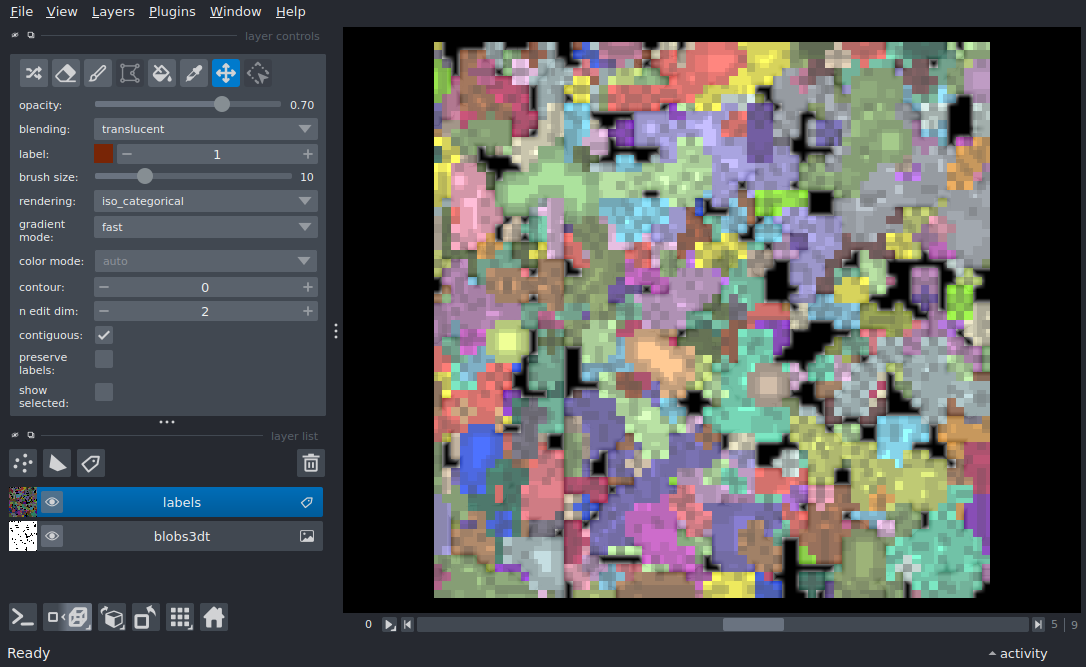 File View Layers Plugins Window Help
layer controls
opacity: 0.70
blending: translucent
label: 1
brush size: 10
rendering: iso_categorical
gradient
mode: fast
color mode: auto
contour: 0
n edit dim: 2
contiguous:
preserve
labels:
show
selected:
layer list
labels
blobs3dt
0 5 | 9
Ready activity